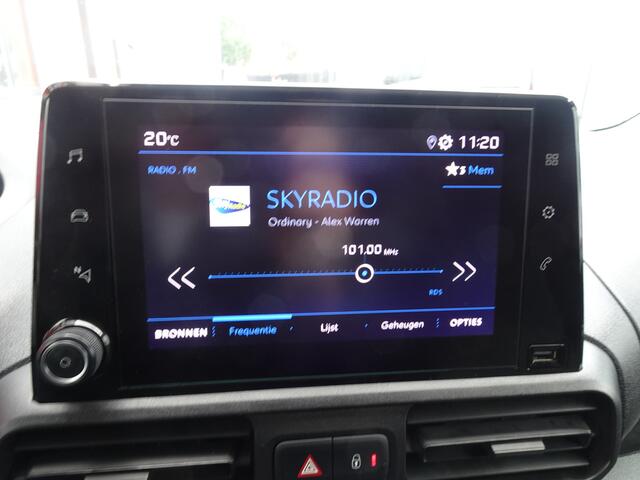 20°C 11:20
RADIO . FM ★5 Mem
SKYRADIO
Ordinary - Alex Warren
101.00 MHz
RDS
BRONNEN Frequentie Lijst Geheugen OPTIES
N